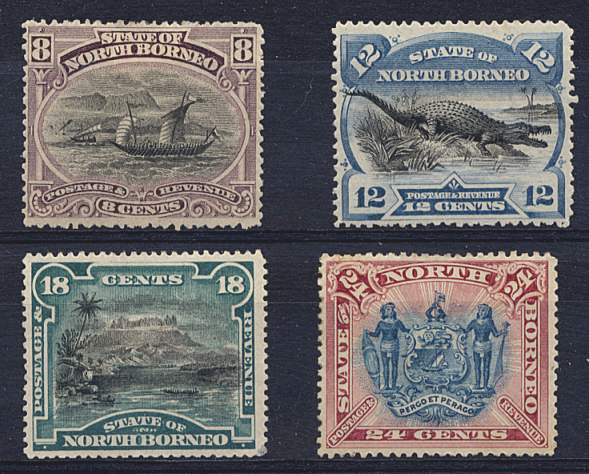 8 STATE OF 8
NORTH BORNEO
POSTAGE & REVENUE
8 CENTS
12 STATE OF 12
NORTH BORNEO
12 POSTAGE & REVENUE 12
12 CENTS
18 CENTS 18
POSTAGE & REVENUE
STATE OF
NORTH BORNEO
24 NORTH 24
STATE OF BORNEO
PERGO ET PERAGO
POSTAGE & REVENUE
24 CENTS